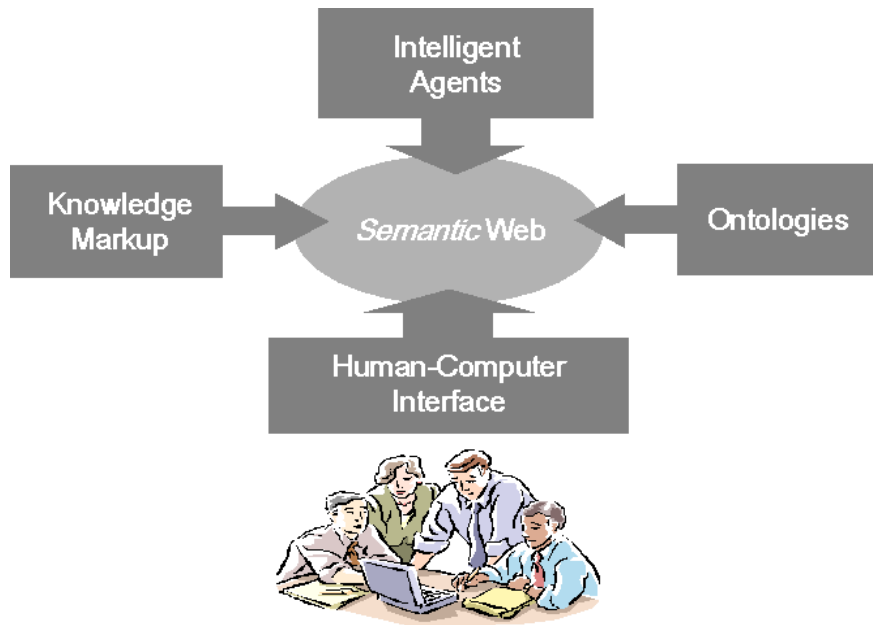 Intelligent
Agents
Knowledge
Markup
Semantic Web
Ontologies
Human-Computer
Interface